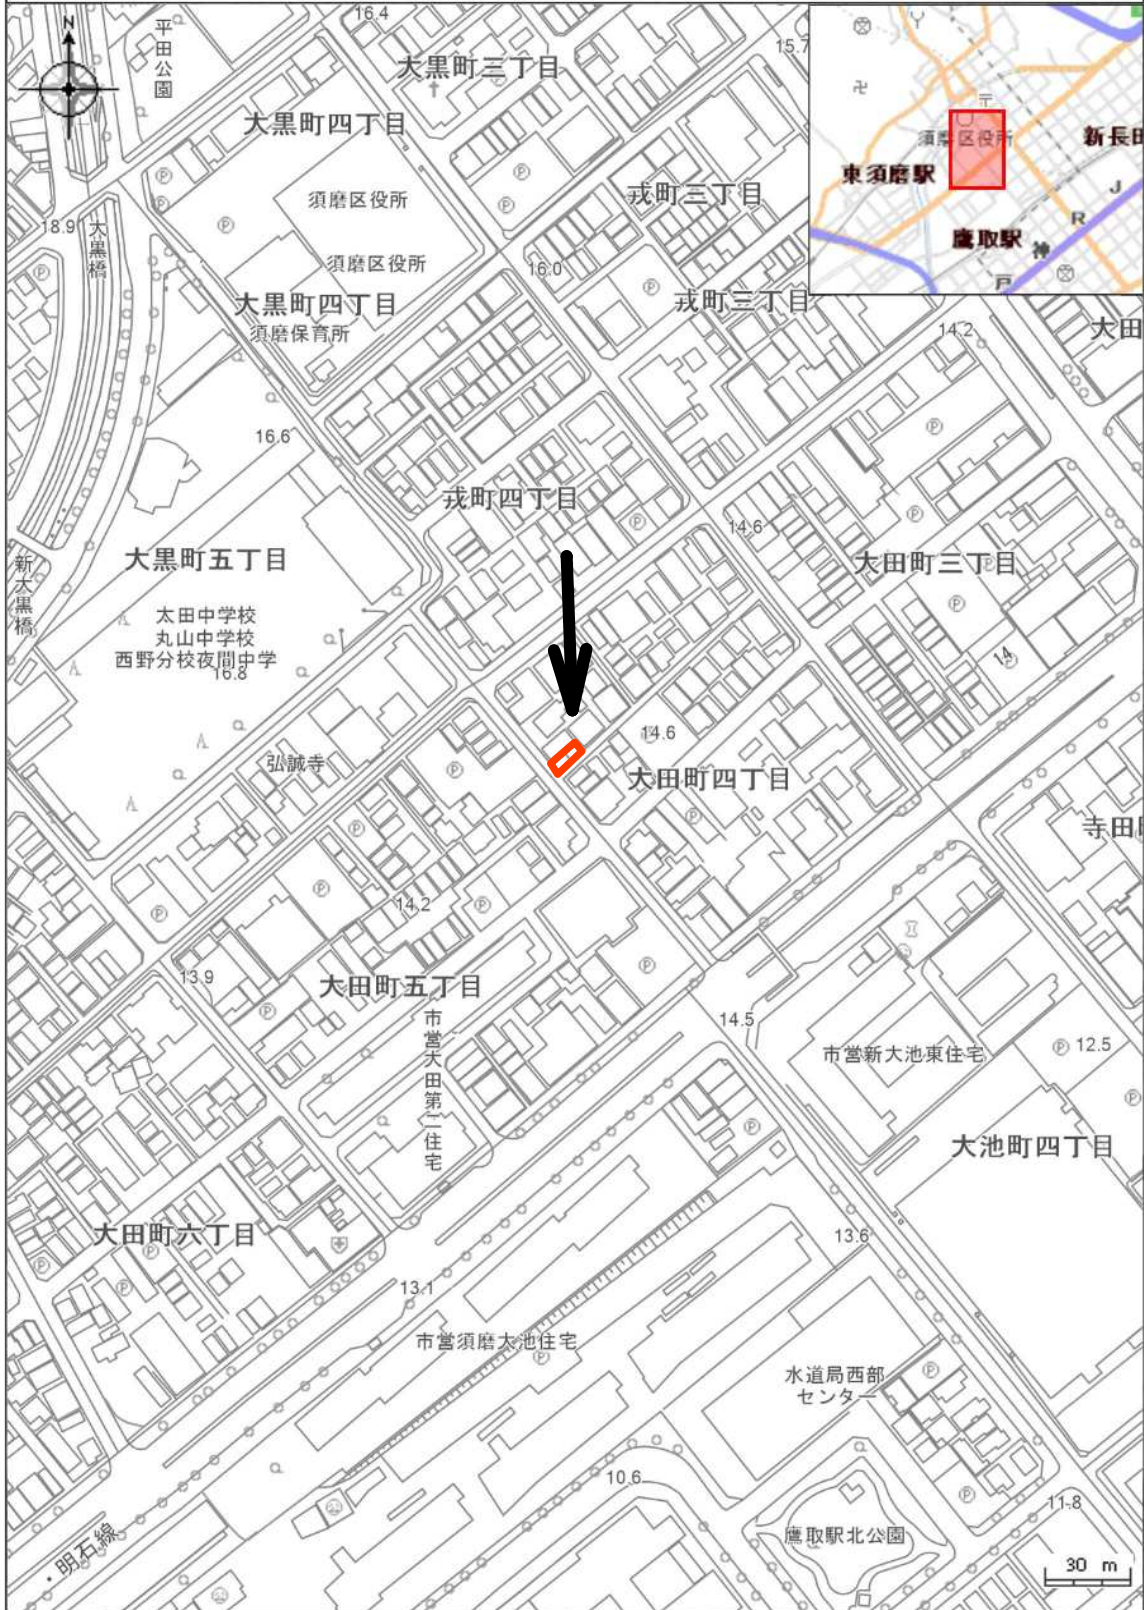 N
平田公園
16.4
大黒町三丁目
15.7
大黒町四丁目
須磨区役所
戎町三丁目
18.9
大黒橋
須磨区役所
16.0
大黒町四丁目
須磨保育所
戎町三丁目
須磨区役所
新長田
東須磨駅
J
R
鷹取駅
神
戸
14.2
大田
16.6
戎町四丁目
14.6
新大黒橋
大黒町五丁目
大田町三丁目
太田中学校
丸山中学校
西野分校夜間中学
16.8
14
14.6
弘誠寺
大田町四丁目
寺田
14.2
13.9
大田町五丁目
市営大田第二住宅
14.5
市営新大池東住宅
12.5
大池町四丁目
大田町六丁目
13.6
13.1
市営須磨大池住宅
水道局西部
センター
10.6
11.8
鷹取駅北公園
・明石線
30 m